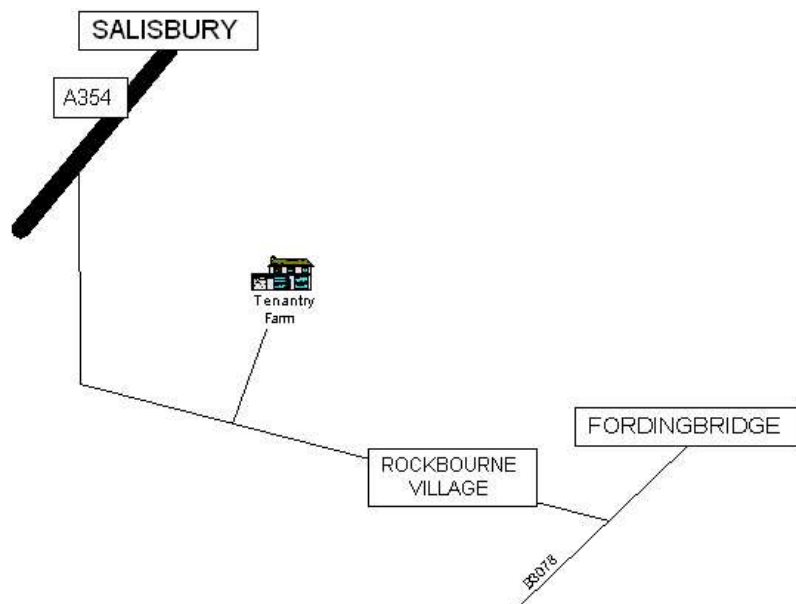 SALISBURY
A354
Tenantry
Farm
FORDINGBRIDGE
ROCKBOURNE
VILLAGE
B3078